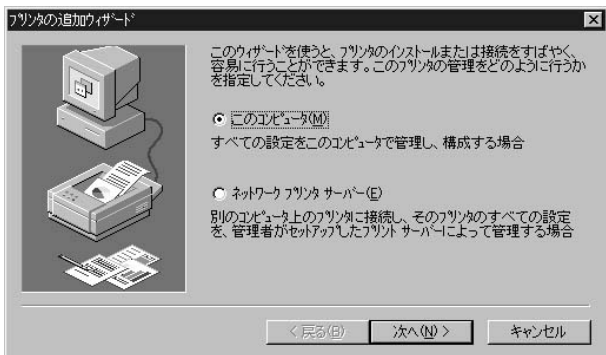 プリンタの追加ウィザード
このウィザードを使うと、プリンタのインストールまたは接続をすばやく、
容易に行うことができます。このプリンタの管理をどのように行うか
を指定してください。
このコンピュータ(M)
すべての設定をこのコンピュータで管理し、構成する場合
ネットワーク プリンタ サーバー(E)
別のコンピュータ上のプリンタに接続し、そのプリンタのすべての設定
を、管理者がセットアップしたプリント サーバーによって管理する場合
< 戻る(B)
次へ(N) >
キャンセル